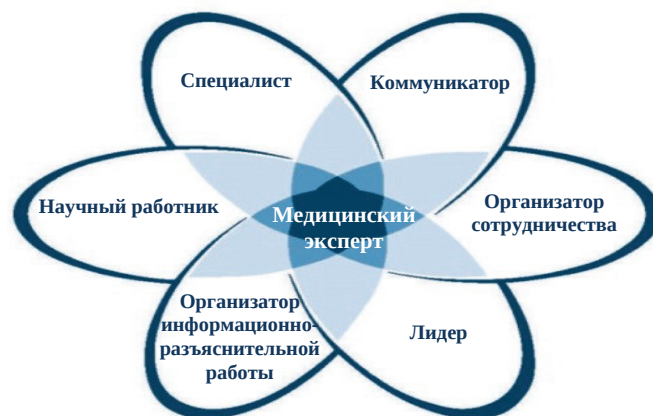 Специалист
Коммуникатор
Научный работник
Медицинский
эксперт
Организатор
сотрудничества
Организатор
информационно-
разъяснительной
работы
Лидер